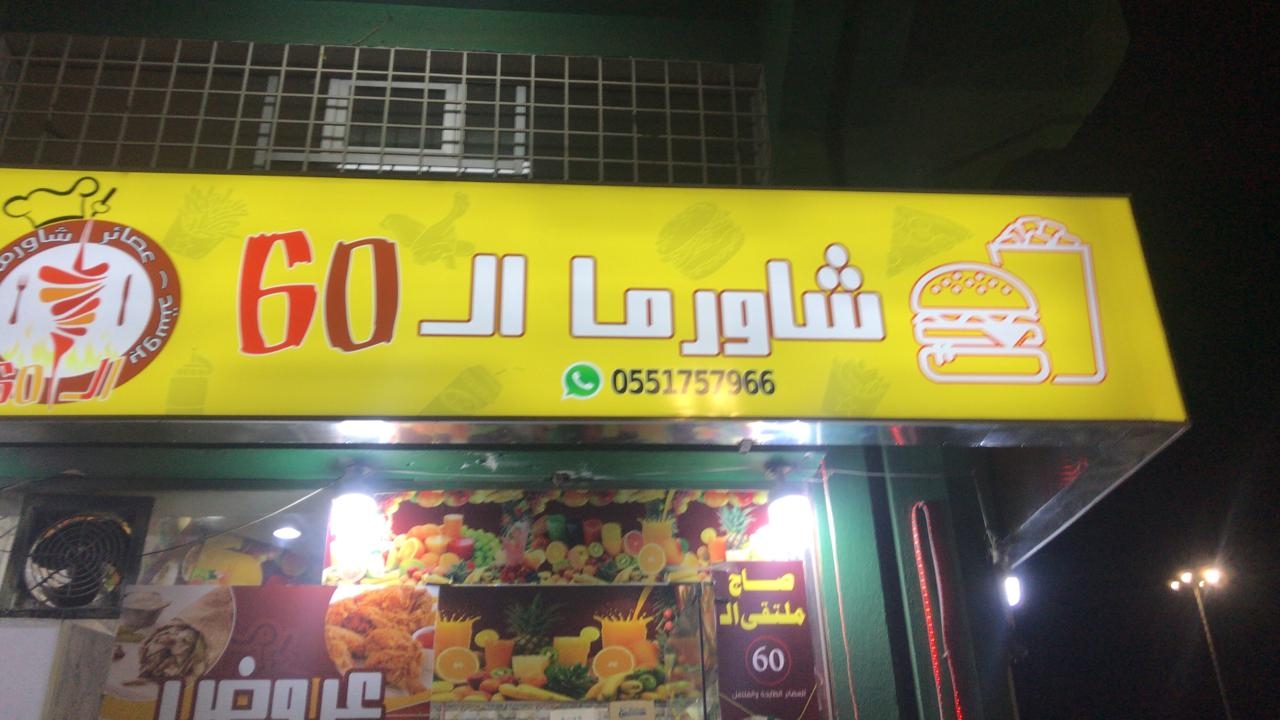 شاورما الـ 60
0551757966
شاورما - عصائر
الـ 60
صاج
ملتقى الـ
60
عروض